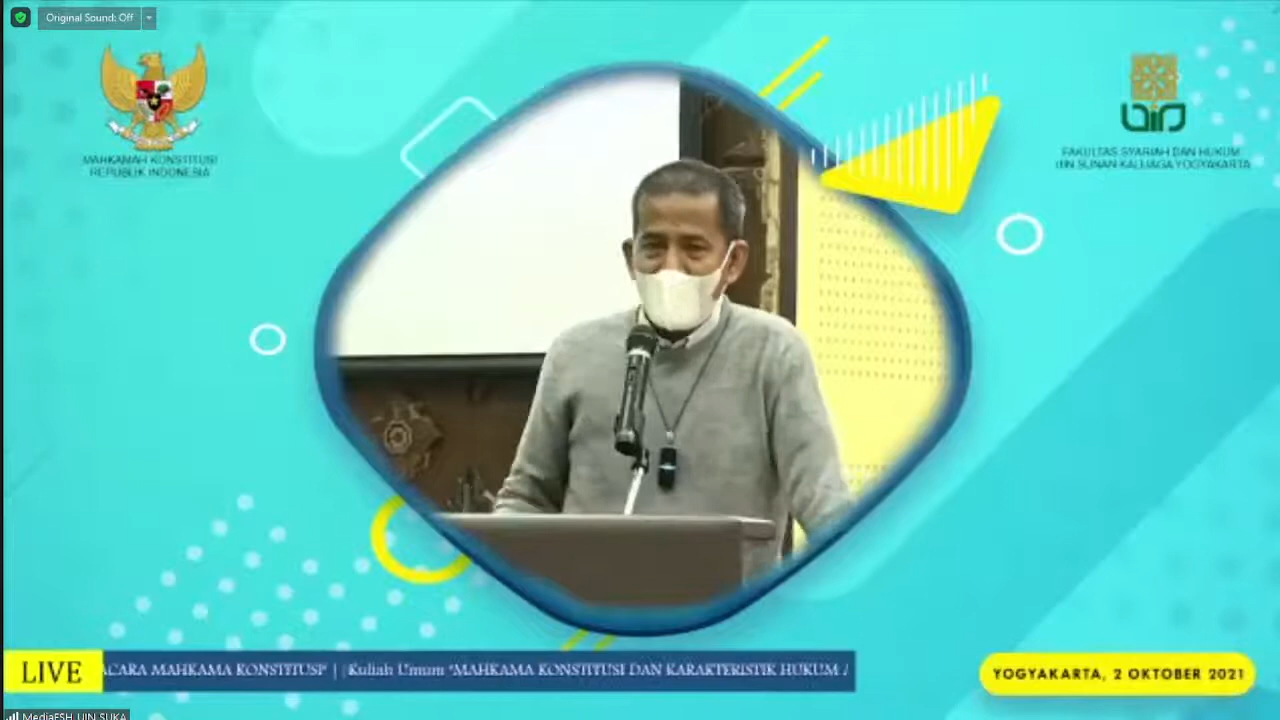 Original Sound: Off
MAHKAMAH KONSTITUSI
REPUBLIK INDONESIA
uin
FAKULTAS SYARIAH DAN HUKUM
UIN SUNAN KALIJAGA YOGYAKARTA
LIVE
ACARA MAHKAMA KONSTITUSI" | |Kuliah Umum "MAHKAMA KONSTITUSI DAN KARAKTERISTIK HUKUM A
YOGYAKARTA, 2 OKTOBER 2021
MediaFSH_UIN SUKA